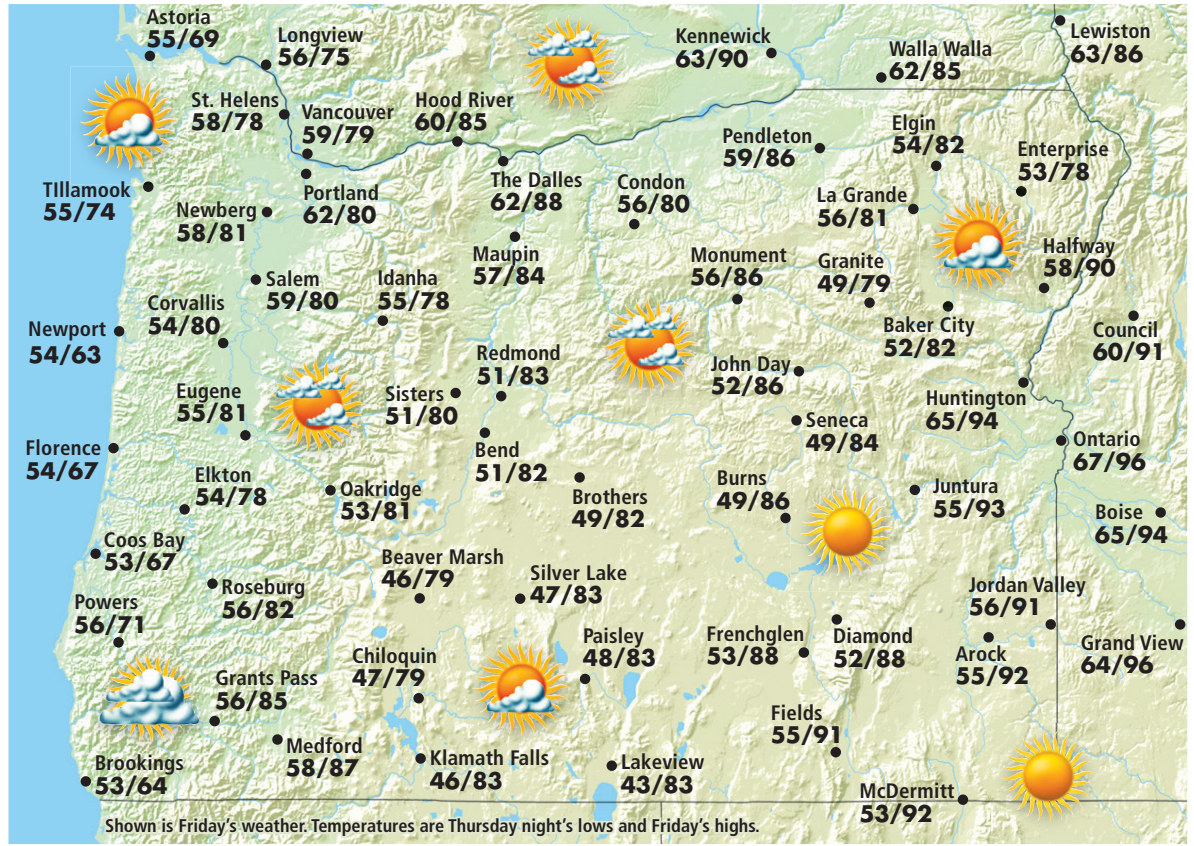 Astoria
55/69
Longview
56/75
Kennewick
63/90
Walla Walla
62/85
Lewiston
63/86
St. Helens
58/78
Vancouver
59/79
Hood River
60/85
Pendleton
59/86
Elgin
54/82
Enterprise
53/78
TIllamook
55/74
Newberg
58/81
Portland
62/80
The Dalles
62/88
Condon
56/80
La Grande
56/81
Maupin
57/84
Monument
56/86
Granite
49/79
Halfway
58/90
Salem
59/80
Idanha
55/78
Corvallis
54/80
Newport
54/63
Baker City
52/82
Council
60/91
Redmond
51/83
John Day
52/86
Eugene
55/81
Sisters
51/80
Huntington
65/94
Seneca
49/84
Florence
54/67
Bend
51/82
Ontario
67/96
Elkton
54/78
Oakridge
53/81
Brothers
49/82
Burns
49/86
Juntura
55/93
Boise
65/94
Coos Bay
53/67
Beaver Marsh
46/79
Silver Lake
47/83
Roseburg
56/82
Jordan Valley
56/91
Powers
56/71
Paisley
48/83
Frenchglen
53/88
Diamond
52/88
Arock
55/92
Grand View
64/96
Chiloquin
47/79
Grants Pass
56/85
Fields
55/91
Medford
58/87
Klamath Falls
46/83
Lakeview
43/83
Brookings
53/64
McDermitt
53/92
Shown is Friday's weather. Temperatures are Thursday night's lows and Friday's highs.